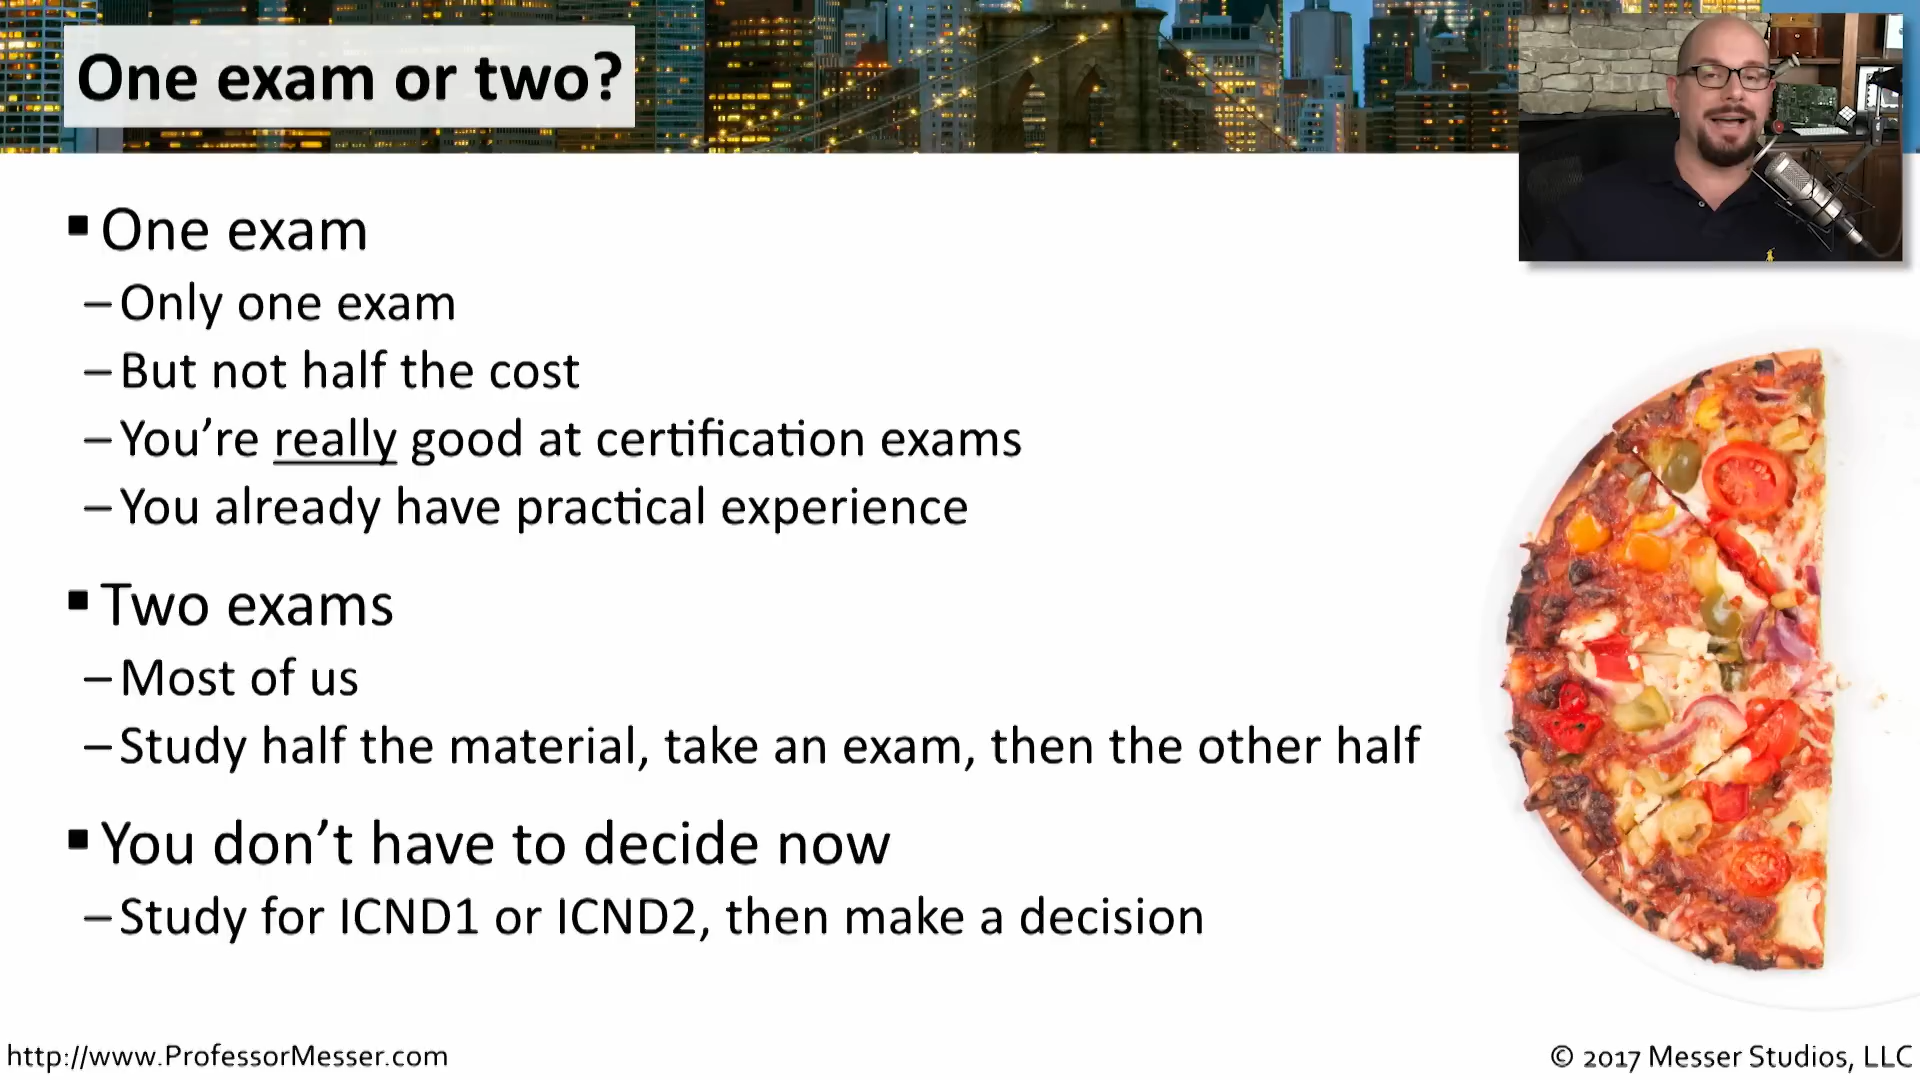 One exam or two?
▪ One exam
– Only one exam
– But not half the cost
– You’re really good at certification exams
– You already have practical experience
▪ Two exams
– Most of us
– Study half the material, take an exam, then the other half
▪ You don’t have to decide now
– Study for ICND1 or ICND2, then make a decision
http://www.ProfessorMesser.com
© 2017 Messer Studios, LLC